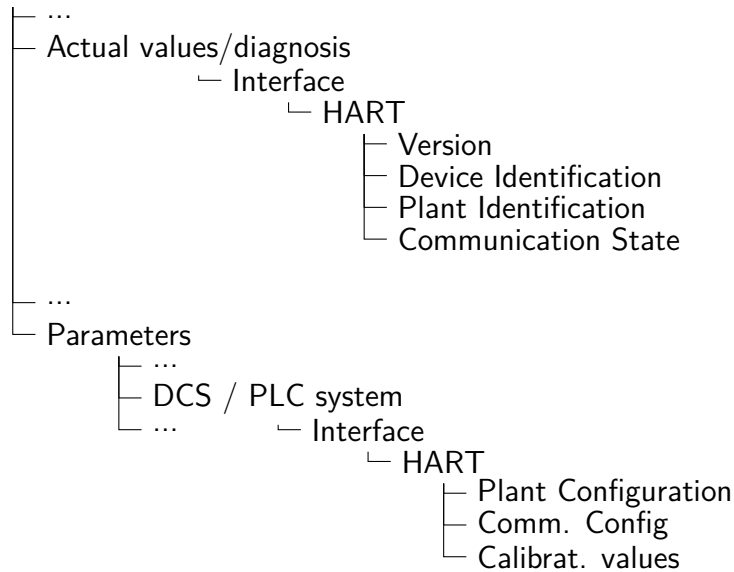 ...
Actual values/diagnosis
Interface
HART
Version
Device Identification
Plant Identification
Communication State
...
Parameters
...
DCS / PLC system
... Interface
HART
Plant Configuration
Comm. Config
Calibrat. values